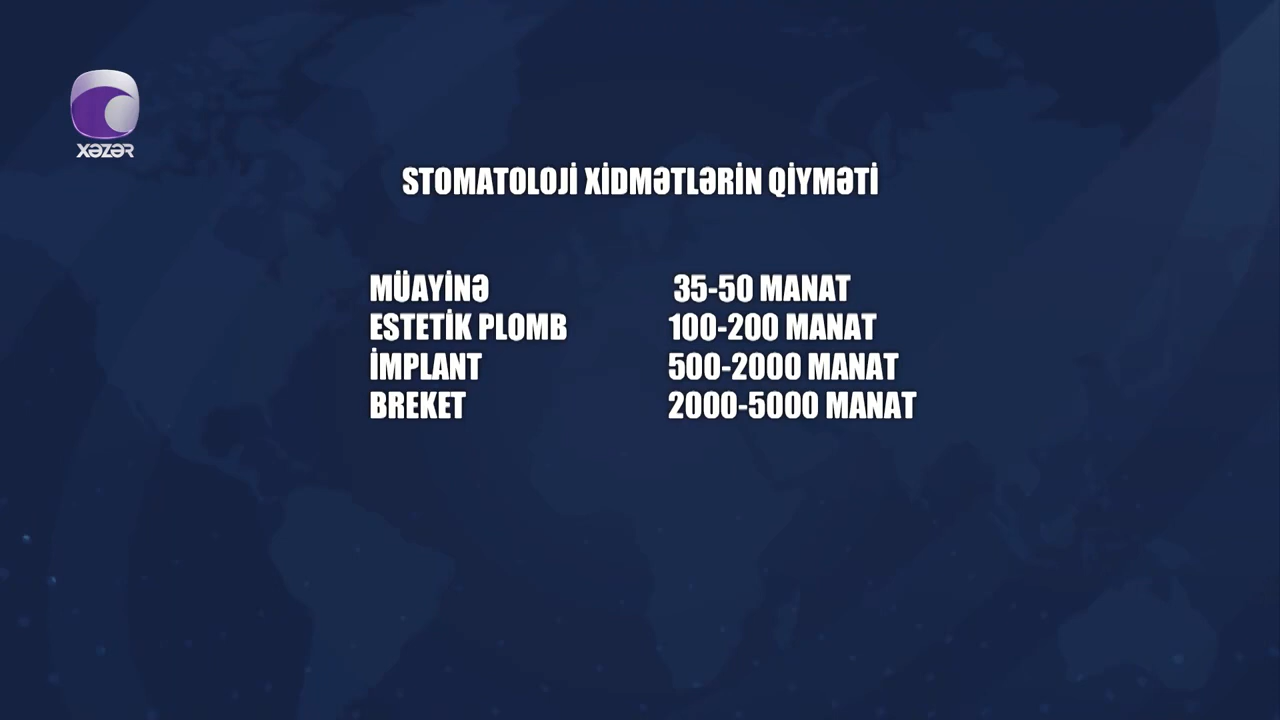 XƏZƏR
STOMATOLOJİ XİDMƏTLƏRİN QİYMƏTİ
MÜAYİNƏ 35-50 MANAT
ESTETİK PLOMB 100-200 MANAT
İMPLANT 500-2000 MANAT
BREKET 2000-5000 MANAT